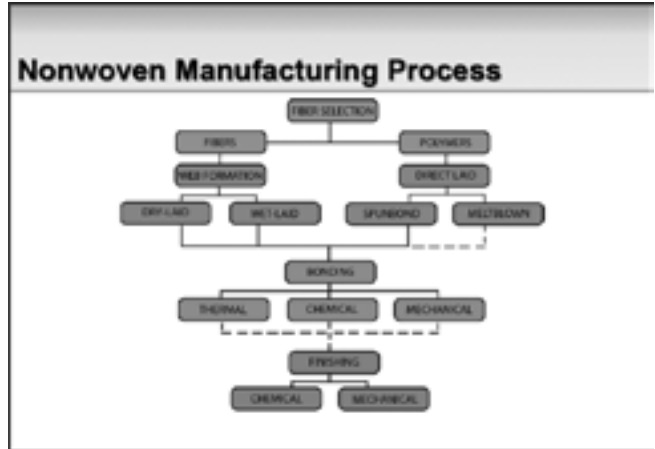 Nonwoven Manufacturing Process
FIBER SELECTION
FIBERS POLYMERS
WEB FORMATION DIRECT LAID
DRY-LAID WET-LAID SPUNBOND MELTBLOWN
BONDING
THERMAL CHEMICAL MECHANICAL
FINISHING
CHEMICAL MECHANICAL